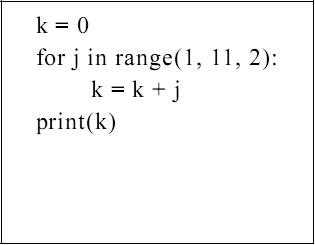 k = 0
for j in range(1, 11, 2):
        k = k + j
print(k)